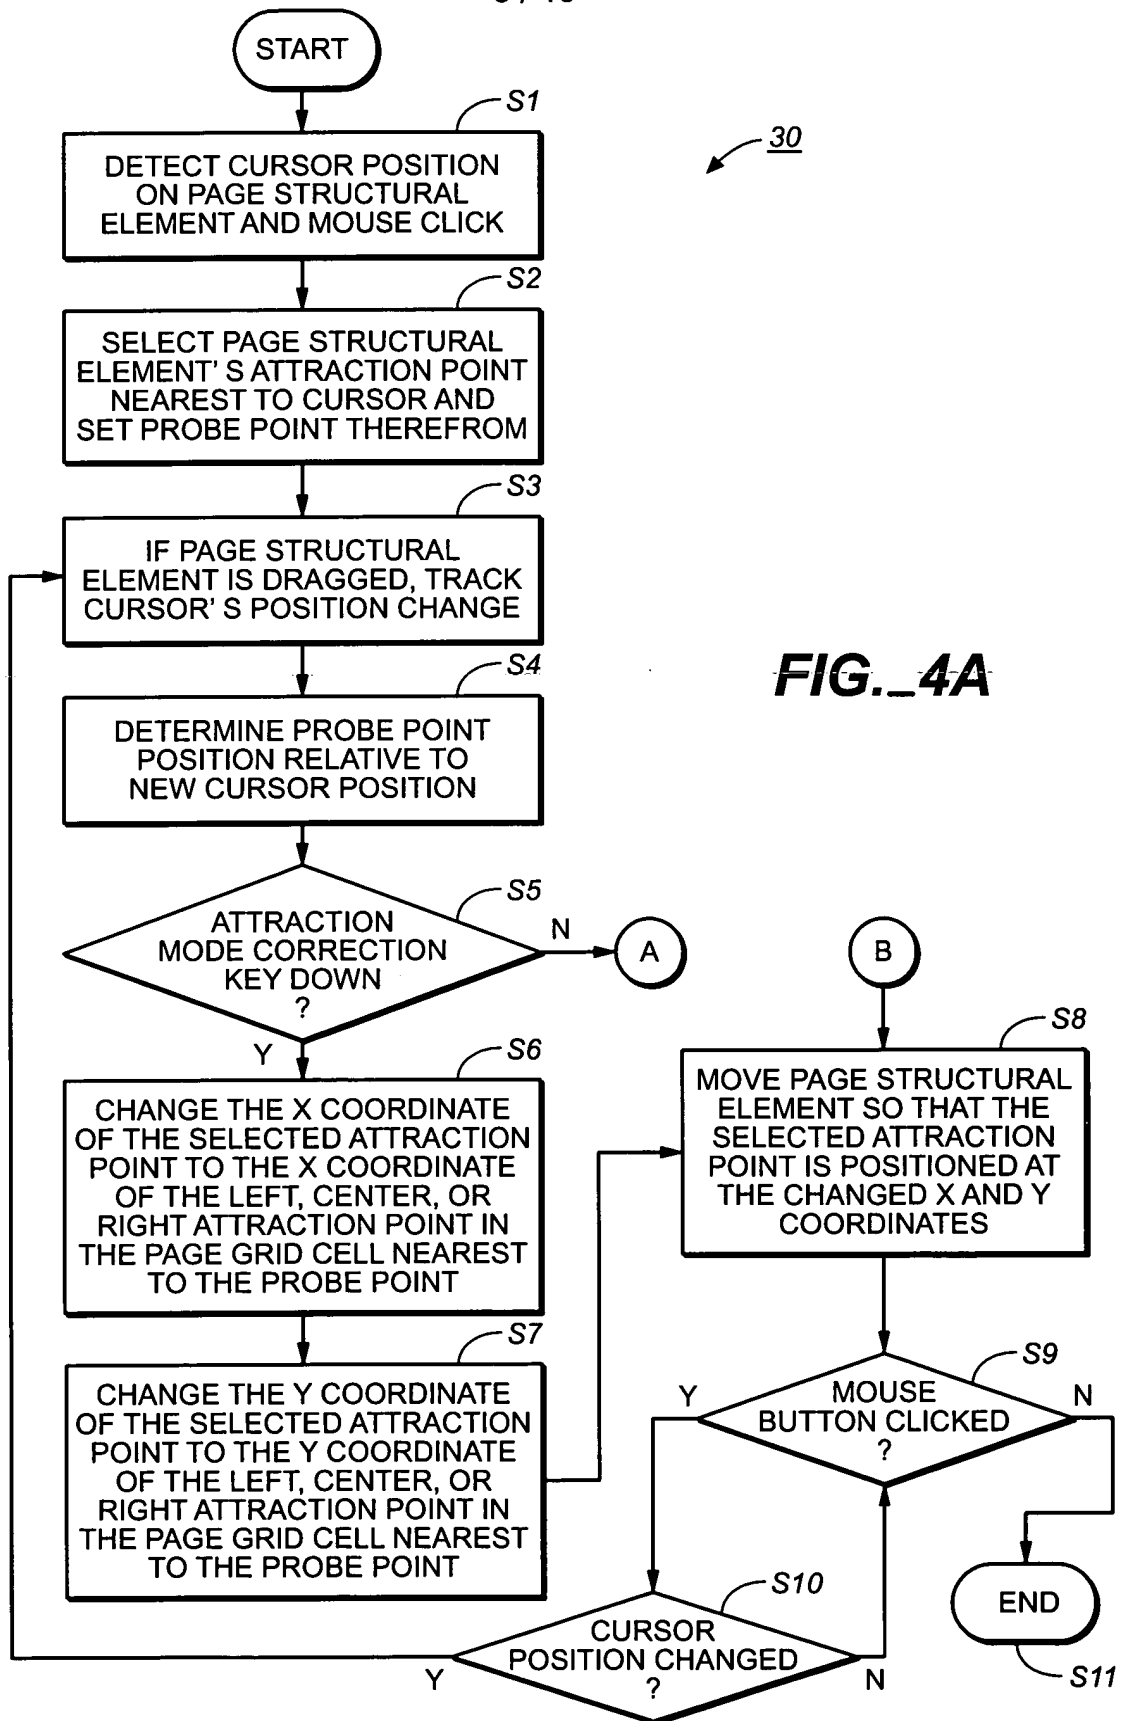 START
S1
DETECT CURSOR POSITION
ON PAGE STRUCTURAL
ELEMENT AND MOUSE CLICK
30
S2
SELECT PAGE STRUCTURAL
ELEMENT'S ATTRACTION POINT
NEAREST TO CURSOR AND
SET PROBE POINT THEREFROM
S3
IF PAGE STRUCTURAL
ELEMENT IS DRAGGED, TRACK
CURSOR'S POSITION CHANGE
FIG._4A
S4
DETERMINE PROBE POINT
POSITION RELATIVE TO
NEW CURSOR POSITION
S5
ATTRACTION
MODE CORRECTION
KEY DOWN
?
N
A
B
Y
S6
CHANGE THE X COORDINATE
OF THE SELECTED ATTRACTION
POINT TO THE X COORDINATE
OF THE LEFT, CENTER, OR
RIGHT ATTRACTION POINT IN
THE PAGE GRID CELL NEAREST
TO THE PROBE POINT
S7
CHANGE THE Y COORDINATE
OF THE SELECTED ATTRACTION
POINT TO THE Y COORDINATE
OF THE LEFT, CENTER, OR
RIGHT ATTRACTION POINT IN
THE PAGE GRID CELL NEAREST
TO THE PROBE POINT
S8
MOVE PAGE STRUCTURAL
ELEMENT SO THAT THE
SELECTED ATTRACTION
POINT IS POSITIONED AT
THE CHANGED X AND Y
COORDINATES
S9
Y
MOUSE
BUTTON CLICKED
?
N
S10
CURSOR
POSITION CHANGED
?
Y
N
END
S11